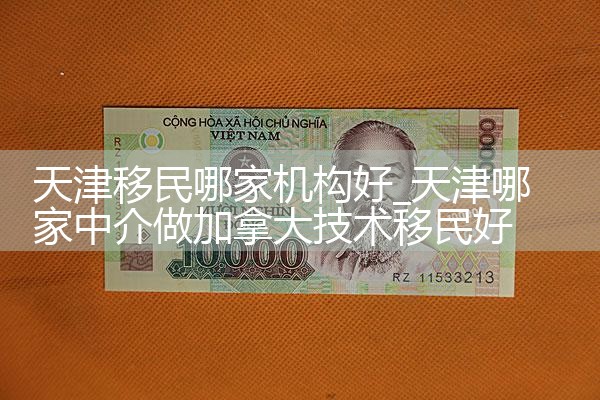 CỘNG HÒA XÃ HỘI CHỦ NGHĨA
VIỆT NAM
天津移民哪家机构好_天津哪
家中介做加拿大技术移民好
10000
RZ 11533213